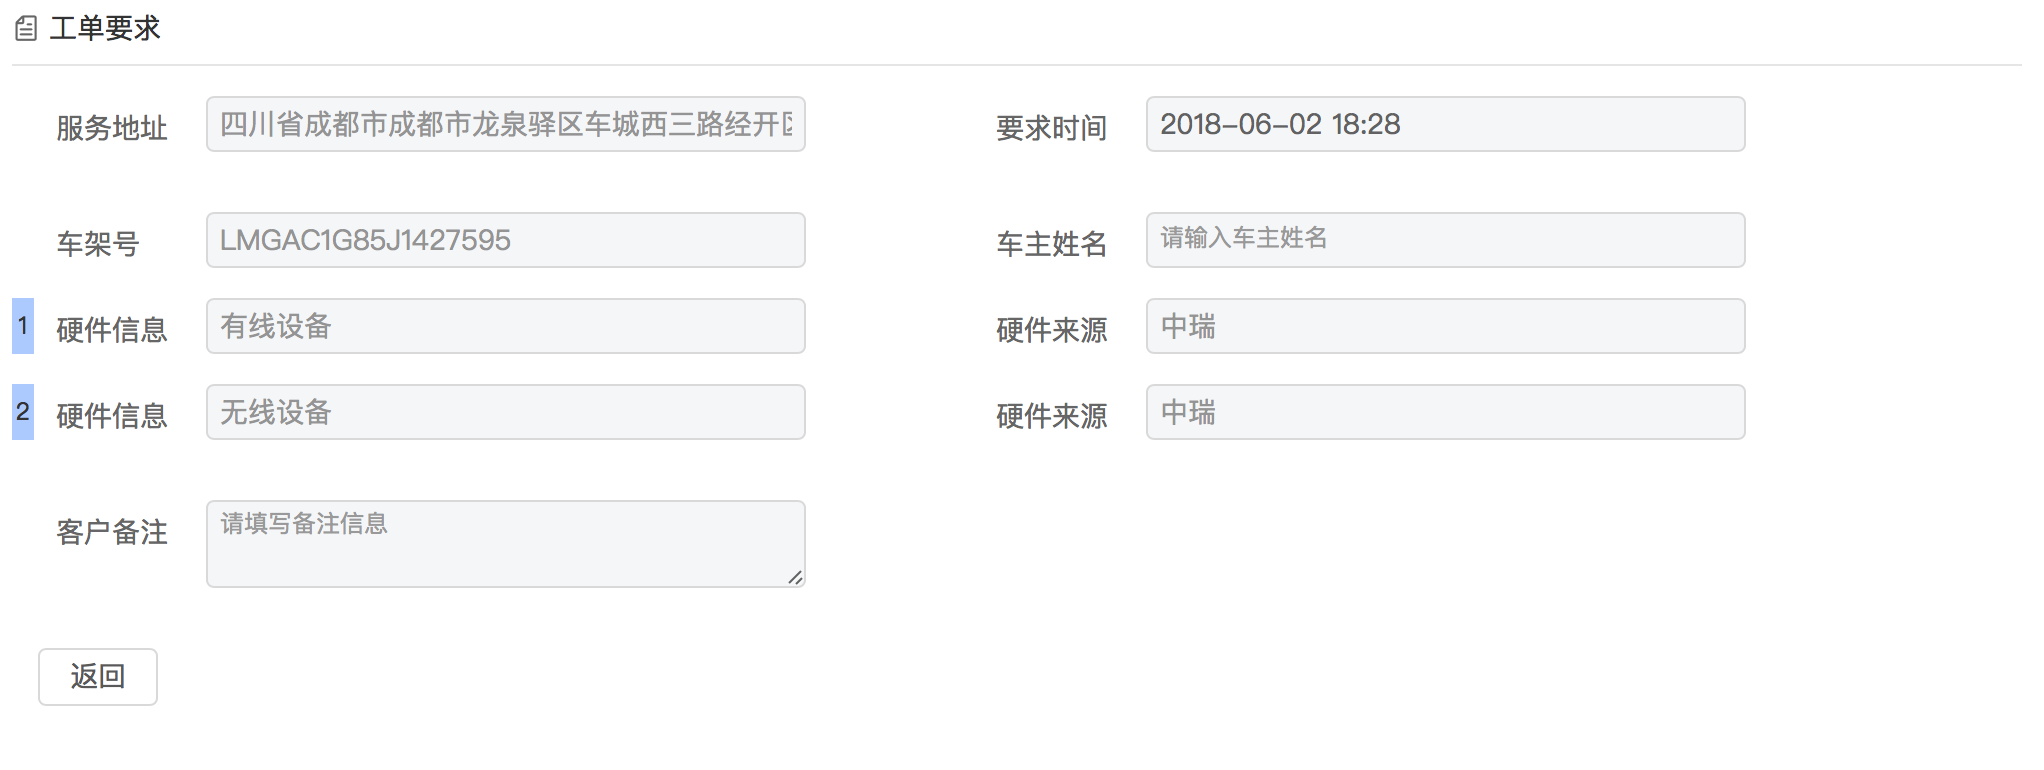 工单要求
服务地址 四川省成都市成都市龙泉驿区车城西三路经开区 要求时间 2018-06-02 18:28
车架号 LMGAC1G85J1427595 车主姓名 请输入车主姓名
1 硬件信息 有线设备 硬件来源 中瑞
2 硬件信息 无线设备 硬件来源 中瑞
客户备注 请填写备注信息
返回